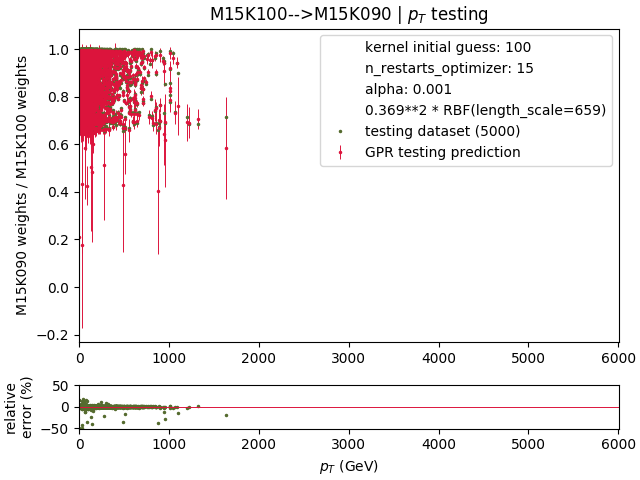 M15K100-->M15K090 | p_T testing
M15K090 weights / M15K100 weights
1.0
0.8
0.6
0.4
0.2
0.0
−0.2
kernel initial guess: 100
n_restarts_optimizer: 15
alpha: 0.001
0.369**2 * RBF(length_scale=659)
testing dataset (5000)
GPR testing prediction
0 1000 2000 3000 4000 5000 6000
relative
error (%)
50
0
−50
0 1000 2000 3000 4000 5000 6000
p_T (GeV)